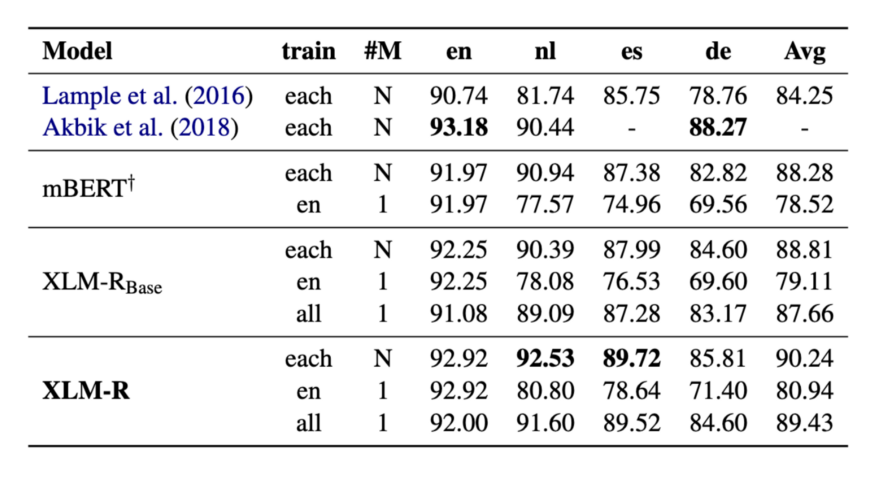 Model train #M en nl es de Avg
Lample et al. (2016) each N 90.74 81.74 85.75 78.76 84.25
Akbik et al. (2018) each N 93.18 90.44 - 88.27 -
mBERT† each N 91.97 90.94 87.38 82.82 88.28
en 1 91.97 77.57 74.96 69.56 78.52
XLM-RBase each N 92.25 90.39 87.99 84.60 88.81
en 1 92.25 78.08 76.53 69.60 79.11
all 1 91.08 89.09 87.28 83.17 87.66
XLM-R each N 92.92 92.53 89.72 85.81 90.24
en 1 92.92 80.80 78.64 71.40 80.94
all 1 92.00 91.60 89.52 84.60 89.43